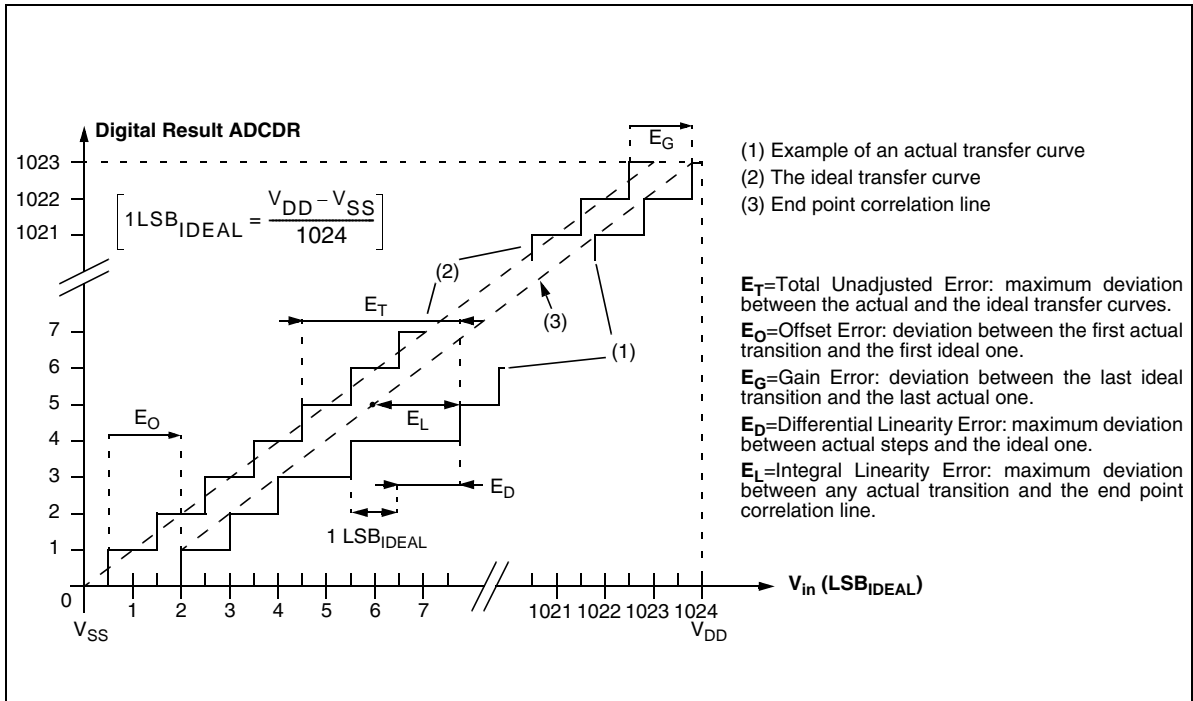 Digital Result ADCDR
1023
1022
1021
1LSB_IDEAL = (V_DD – V_SS) / 1024
E_G
(1) Example of an actual transfer curve
(2) The ideal transfer curve
(3) End point correlation line
E_T=Total Unadjusted Error: maximum deviation
between the actual and the ideal transfer curves.
E_O=Offset Error: deviation between the first actual
transition and the first ideal one.
E_G=Gain Error: deviation between the last ideal
transition and the last actual one.
E_D=Differential Linearity Error: maximum deviation
between actual steps and the ideal one.
E_L=Integral Linearity Error: maximum deviation
between any actual transition and the end point
correlation line.
(2)
E_T
(3)
(1)
7
6
5
4
3
2
1
0
E_O
E_L
E_D
1 LSB_IDEAL
1 2 3 4 5 6 7 1021 1022 1023 1024
V_in (LSB_IDEAL)
V_SS
V_DD